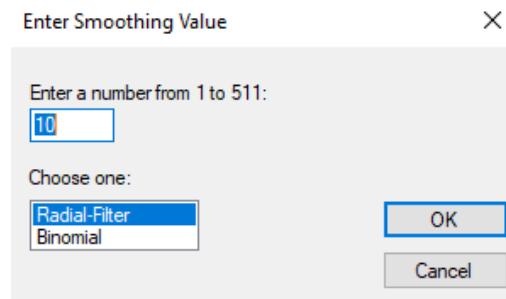 Enter Smoothing Value
Enter a number from 1 to 511:
10
Choose one:
Radial-Filter
Binomial
OK
Cancel